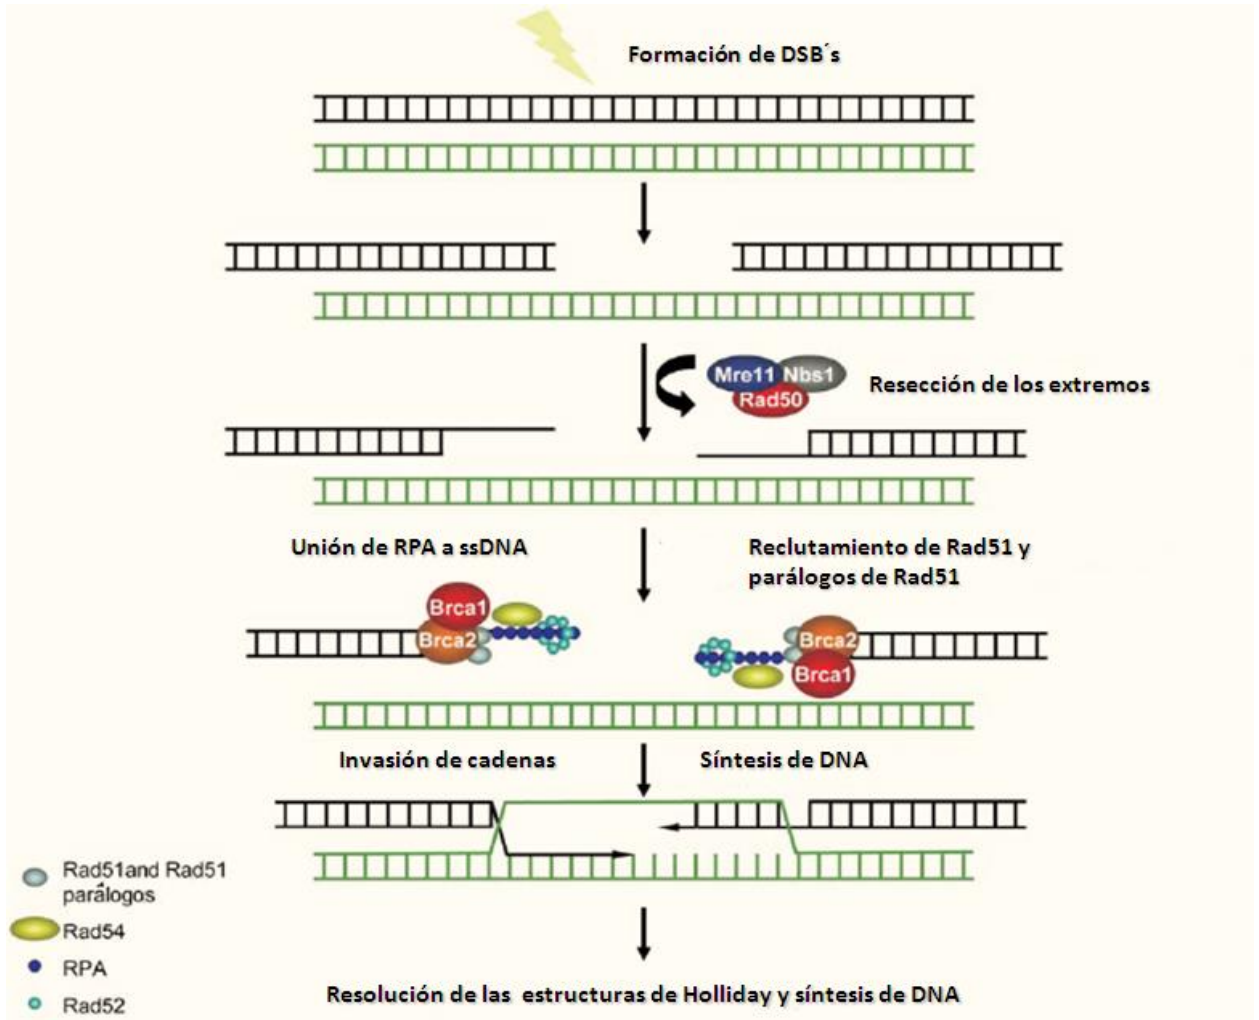 Formación de DSB´s
Mre11 Nbs1
Rad50
Resección de los extremos
Unión de RPA a ssDNA
Reclutamiento de Rad51 y
parálogos de Rad51
Brca1
Brca2
Brca2
Brca1
Invasión de cadenas
Síntesis de DNA
Rad51and Rad51
parálogos
Rad54
RPA
Rad52
Resolución de las estructuras de Holliday y síntesis de DNA